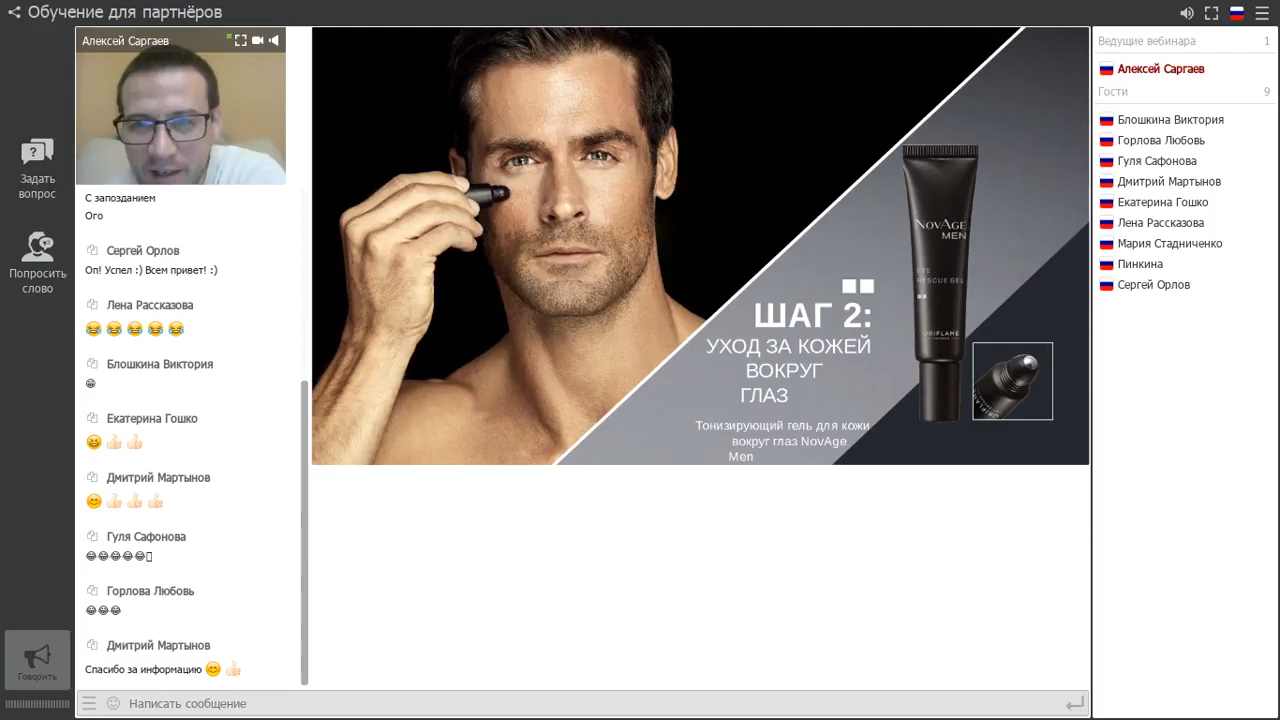 Обучение для партнёров
Алексей Саргаев
Задать
вопрос
Попросить
слово
Говорить
С запозданием
Ого
Сергей Орлов
Оп! Успел :) Всем привет! :)
Лена Рассказова
😂 😂 😂 😂 😂
Блошкина Виктория
😁
Екатерина Гошко
😆 👍🏻 👍🏻
Дмитрий Мартынов
😊 👍🏻 👍🏻 👍🏻
Гуля Сафонова
😂😂😂😂😂
Горлова Любовь
😂😂😂
Дмитрий Мартынов
Спасибо за информацию 😊 👍🏻
Написать сообщение
ШАГ 2:
УХОД ЗА КОЖЕЙ
ВОКРУГ
ГЛАЗ
Тонизирующий гель для кожи
вокруг глаз NovAge
Men
NOVAGE
MEN
EYE
RESCUE GEL
ORIFLAME
Ведущие вебинара 1
Алексей Саргаев
Гости 9
Блошкина Виктория
Горлова Любовь
Гуля Сафонова
Дмитрий Мартынов
Екатерина Гошко
Лена Рассказова
Мария Стадниченко
Пинкина
Сергей Орлов